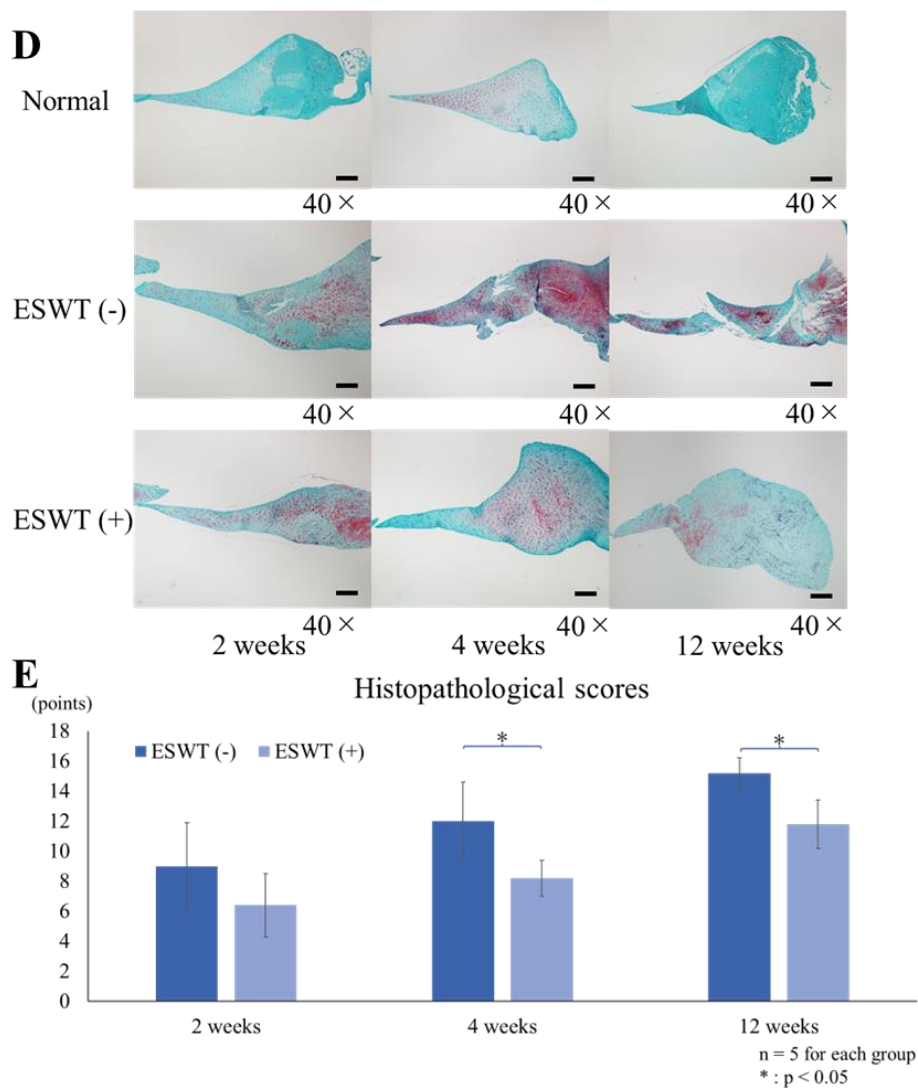 D
Normal
40 ×
40 ×
40 ×
ESWT (-)
40 ×
40 ×
40 ×
ESWT (+)
40 ×
40 ×
40 ×
2 weeks
4 weeks
12 weeks
E
Histopathological scores
(points)
18
16
14
12
10
8
6
4
2
0
ESWT (-)
ESWT (+)
*
*
2 weeks
4 weeks
12 weeks
n = 5 for each group
* : p < 0.05